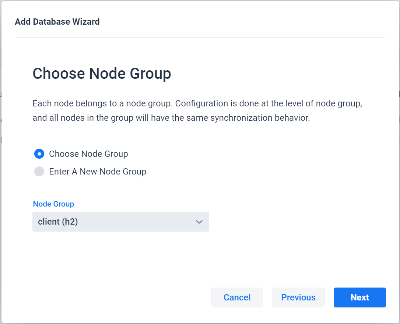 Add Database Wizard
Choose Node Group
Each node belongs to a node group. Configuration is done at the level of node group,
and all nodes in the group will have the same synchronization behavior.
Choose Node Group
Enter A New Node Group
Node Group
client (h2)
Cancel
Previous
Next